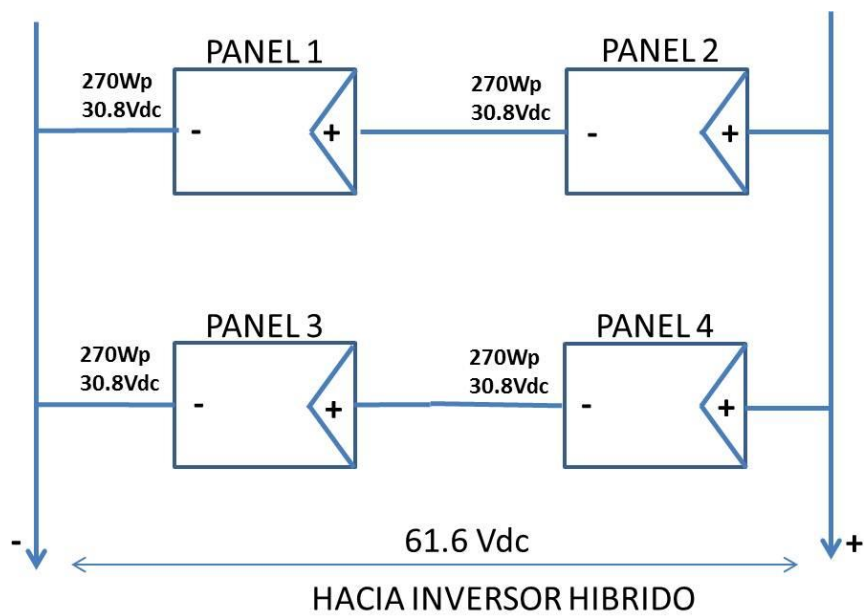 PANEL 1
PANEL 2
270Wp
30.8Vdc
270Wp
30.8Vdc
-
+
-
+
PANEL 3
PANEL 4
270Wp
30.8Vdc
270Wp
30.8Vdc
-
+
-
+
-
61.6 Vdc
+
HACIA INVERSOR HIBRIDO